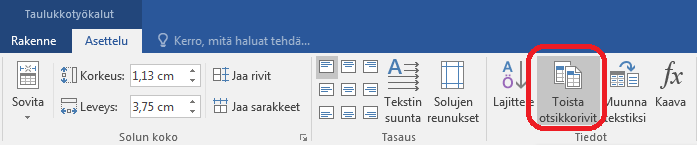 Taulukkotyökalut
Rakenne Asettelu Kerro, mitä haluat tehdä...
Sovita
Korkeus: 1,13 cm
Leveys: 3,75 cm
Jaa rivit
Jaa sarakkeet
Solun koko
Tekstin
suunta
Solujen
reunukset
Tasaus
A
Ö
Lajittele
Toista
otsikkorivit
Muunna
tekstiksi
fx
Kaava
Tiedot